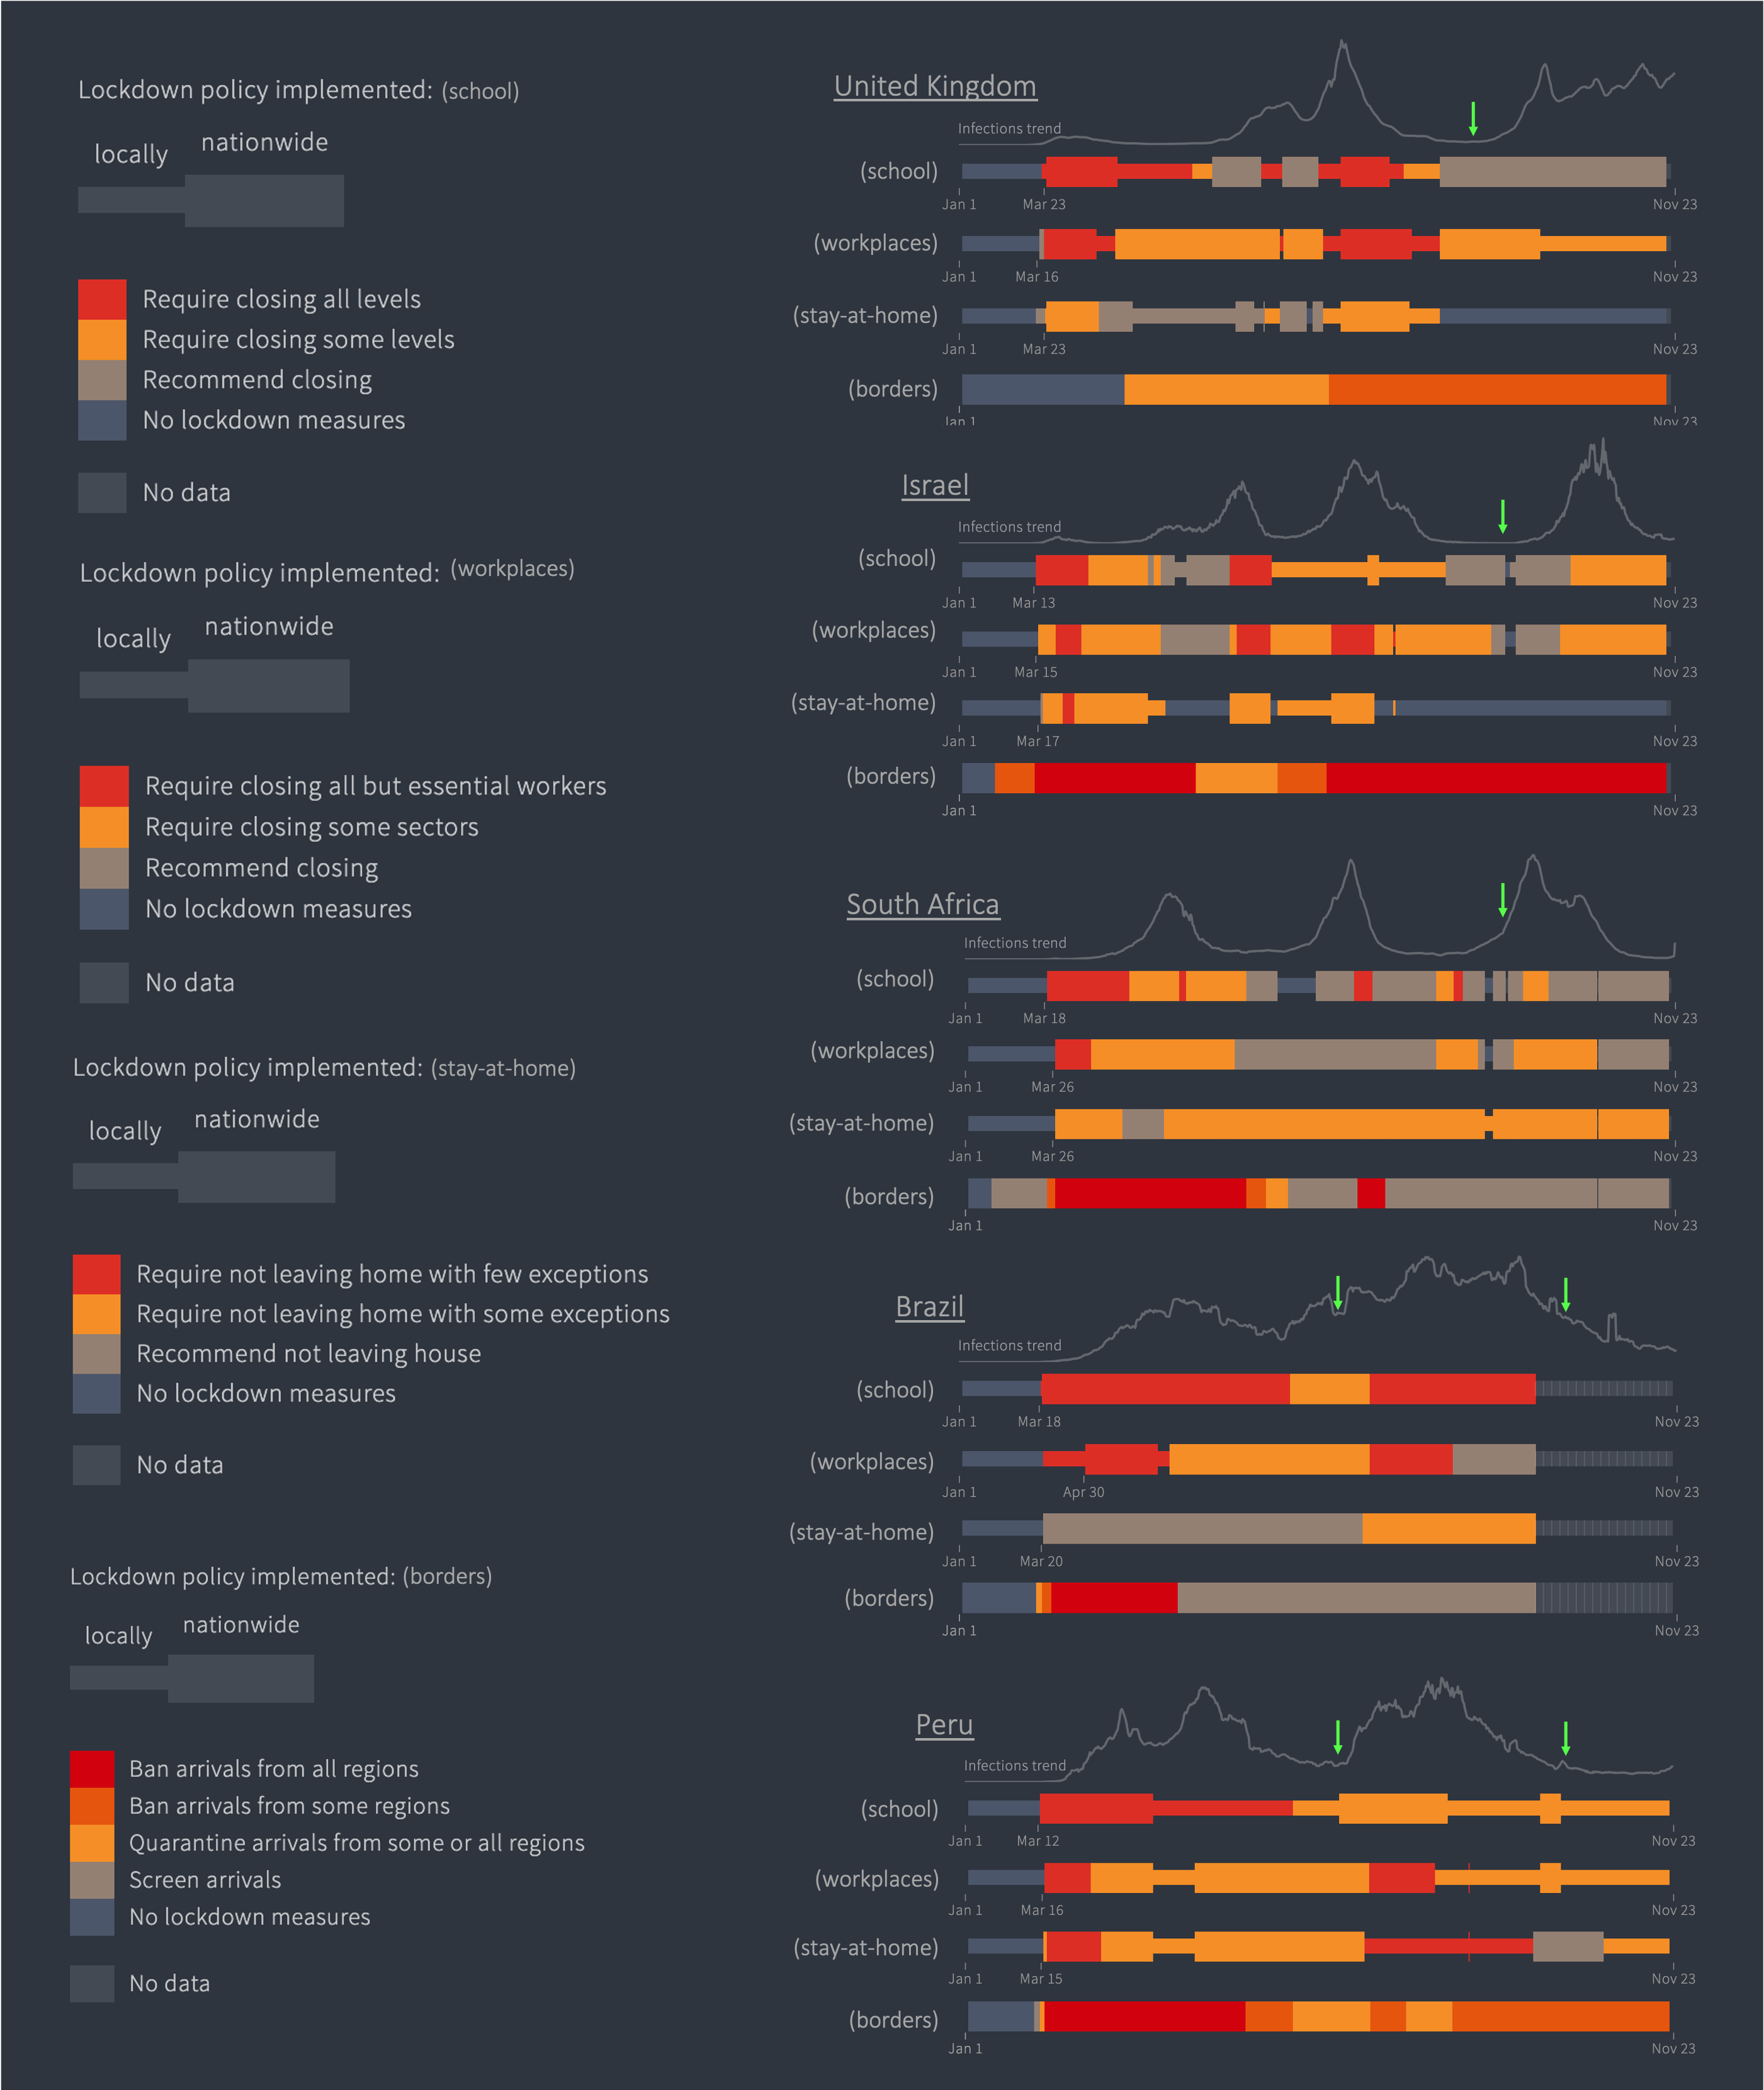 Lockdown policy implemented: (school)
locally nationwide
Require closing all levels
Require closing some levels
Recommend closing
No lockdown measures
No data
Lockdown policy implemented: (workplaces)
locally nationwide
Require closing all but essential workers
Require closing some sectors
Recommend closing
No lockdown measures
No data
Lockdown policy implemented: (stay-at-home)
locally nationwide
Require not leaving home with few exceptions
Require not leaving home with some exceptions
Recommend not leaving house
No lockdown measures
No data
Lockdown policy implemented: (borders)
locally nationwide
Ban arrivals from all regions
Ban arrivals from some regions
Quarantine arrivals from some or all regions
Screen arrivals
No lockdown measures
No data
United Kingdom
Infections trend
(school)
Jan 1 Mar 23 Nov 23
(workplaces)
Jan 1 Mar 16 Nov 23
(stay-at-home)
Jan 1 Mar 23 Nov 23
(borders)
Jan 1 Nov 23
Israel
Infections trend
(school)
Jan 1 Mar 13 Nov 23
(workplaces)
Jan 1 Mar 15 Nov 23
(stay-at-home)
Jan 1 Mar 17 Nov 23
(borders)
Jan 1 Nov 23
South Africa
Infections trend
(school)
Jan 1 Mar 18 Nov 23
(workplaces)
Jan 1 Mar 26 Nov 23
(stay-at-home)
Jan 1 Mar 26 Nov 23
(borders)
Jan 1 Nov 23
Brazil
Infections trend
(school)
Jan 1 Mar 18 Nov 23
(workplaces)
Jan 1 Apr 30 Nov 23
(stay-at-home)
Jan 1 Mar 20 Nov 23
(borders)
Jan 1 Nov 23
Peru
Infections trend
(school)
Jan 1 Mar 12 Nov 23
(workplaces)
Jan 1 Mar 16 Nov 23
(stay-at-home)
Jan 1 Mar 15 Nov 23
(borders)
Jan 1 Nov 23